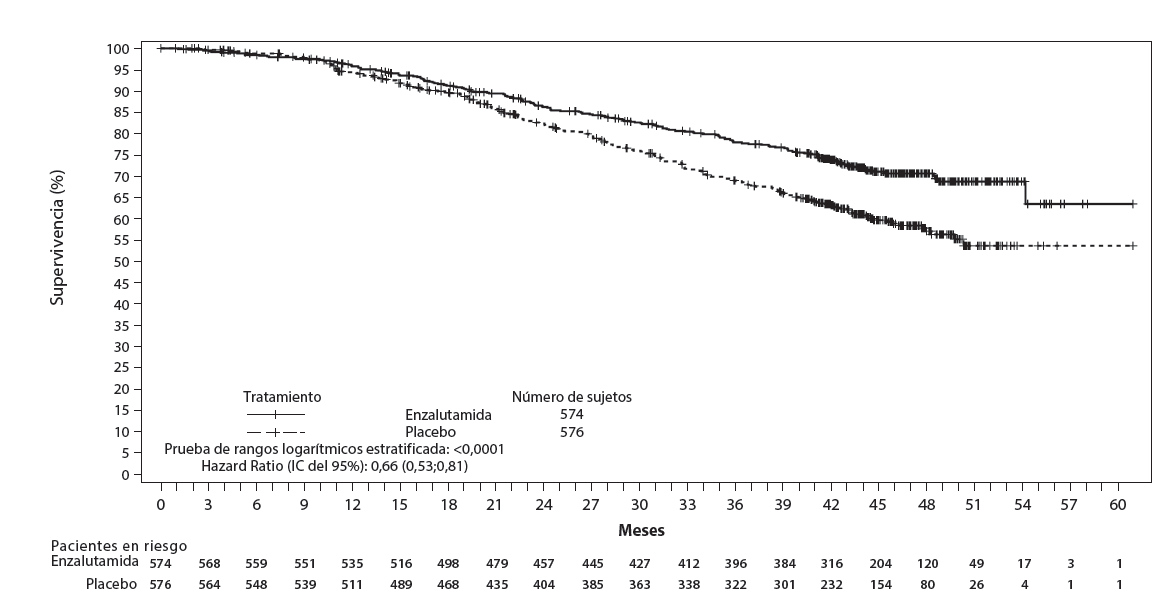 100
95
90
85
80
75
70
65
60
55
50
45
40
35
30
25
20
15
10
5
0
Supervivencia (%)
Tratamiento Número de sujetos
Enzalutamida 574
Placebo 576
Prueba de rangos logarítmicos estratificada: <0,0001
Hazard Ratio (IC del 95%): 0,66 (0,53;0,81)
0 3 6 9 12 15 18 21 24 27 30 33 36 39 42 45 48 51 54 57 60
Meses
Pacientes en riesgo
Enzalutamida 574 568 559 551 535 516 498 479 457 445 427 412 396 384 316 204 120 49 17 3 1
Placebo 576 564 548 539 511 489 468 435 404 385 363 338 322 301 232 154 80 26 4 1 1